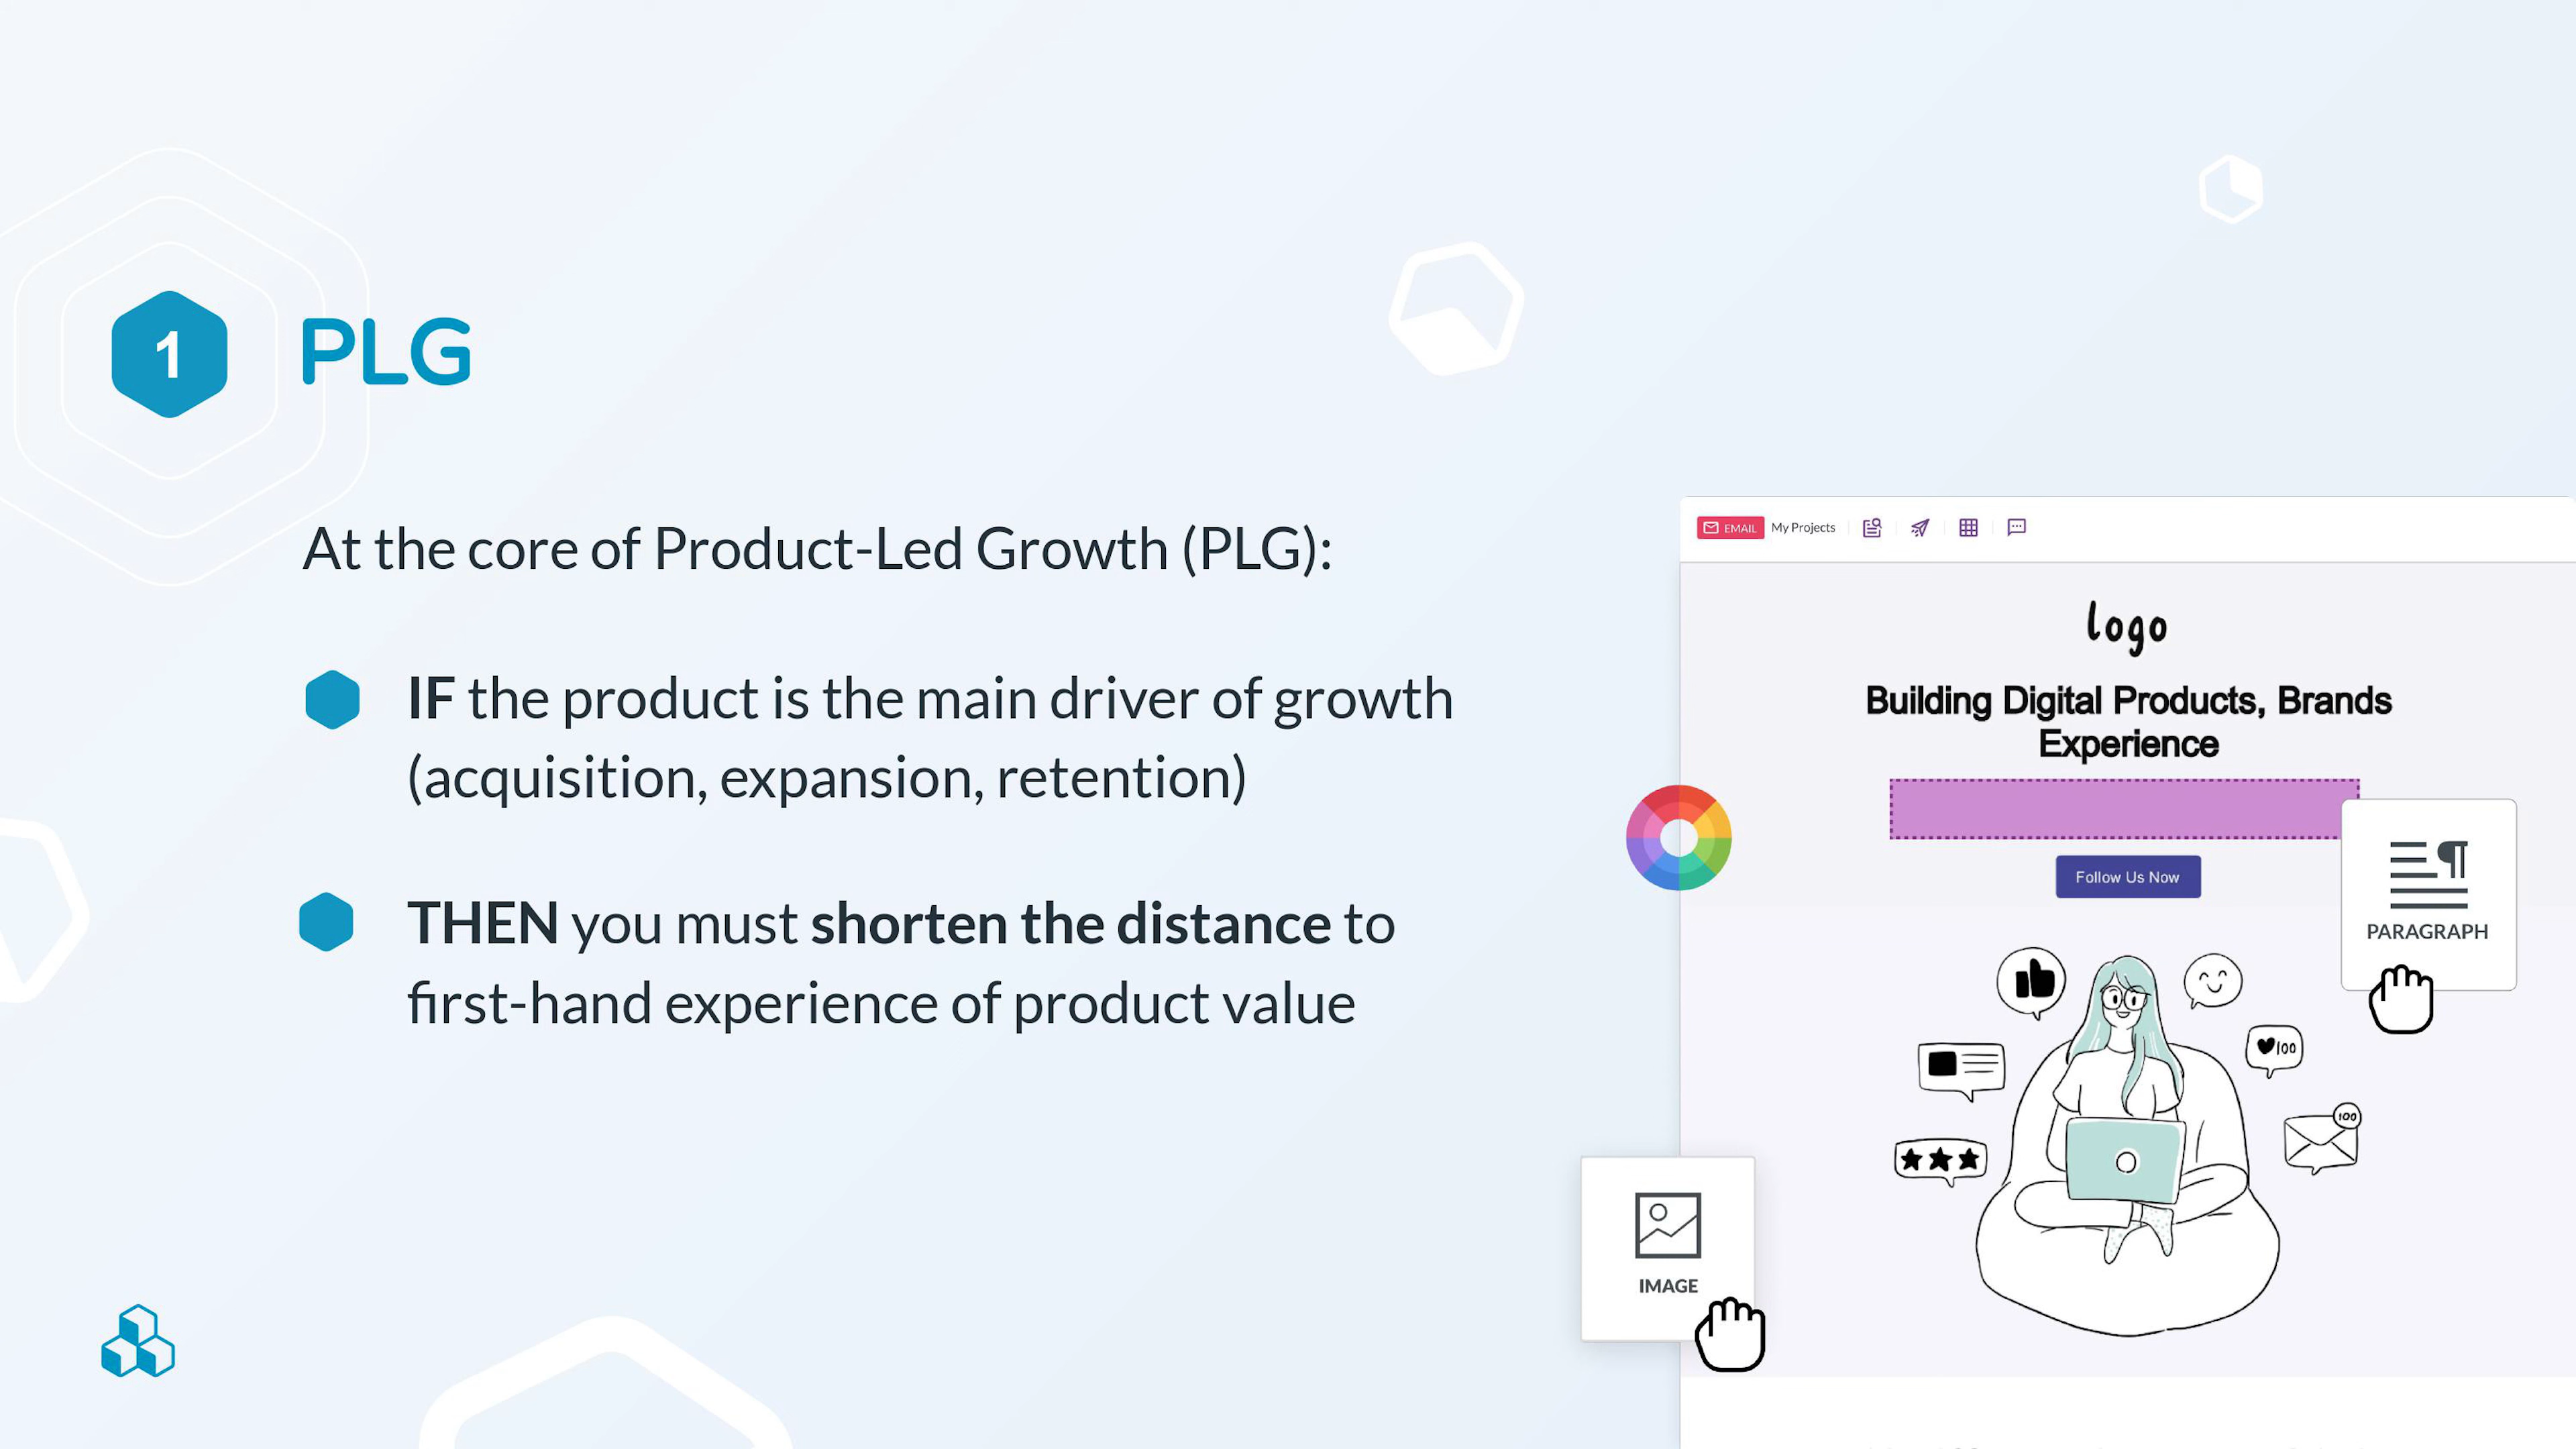 1
PLG
At the core of Product-Led Growth (PLG):
IF the product is the main driver of growth
(acquisition, expansion, retention)
THEN you must shorten the distance to
first-hand experience of product value
EMAIL
My Projects
logo
Building Digital Products, Brands
Experience
Follow Us Now
PARAGRAPH
100
100
IMAGE